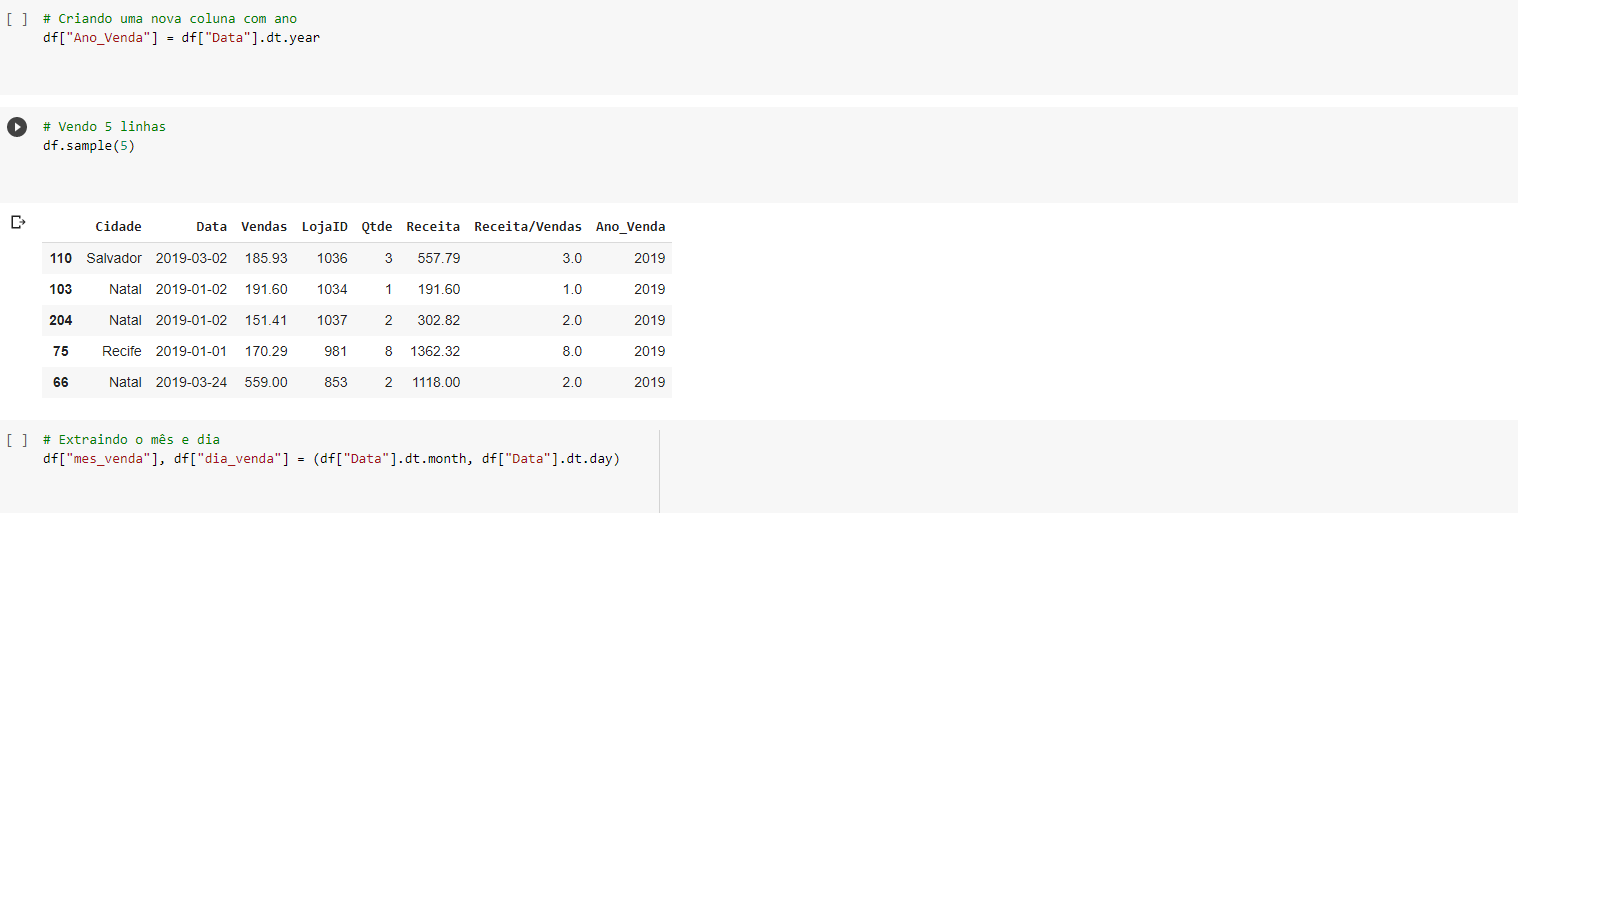 [ ] # Criando uma nova coluna com ano
df["Ano_Venda"] = df["Data"].dt.year
# Vendo 5 linhas
df.sample(5)
Cidade Data Vendas LojaID Qtde Receita Receita/Vendas Ano_Venda
110 Salvador 2019-03-02 185.93 1036 3 557.79 3.0 2019
103 Natal 2019-01-02 191.60 1034 1 191.60 1.0 2019
204 Natal 2019-01-02 151.41 1037 2 302.82 2.0 2019
75 Recife 2019-01-01 170.29 981 8 1362.32 8.0 2019
66 Natal 2019-03-24 559.00 853 2 1118.00 2.0 2019
[ ] # Extraindo o mês e dia
df["mes_venda"], df["dia_venda"] = (df["Data"].dt.month, df["Data"].dt.day)